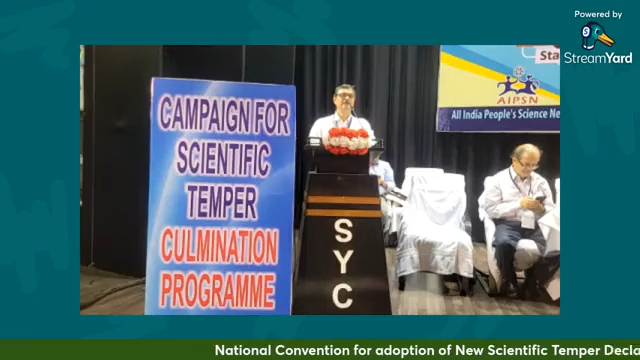 Powered by
StreamYard
Sta
AIPSN
All India People's Science Ne
CAMPAIGN FOR
SCIENTIFIC
TEMPER
CULMINATION
PROGRAMME
S
Y
C
National Convention for adoption of New Scientific Temper Decla